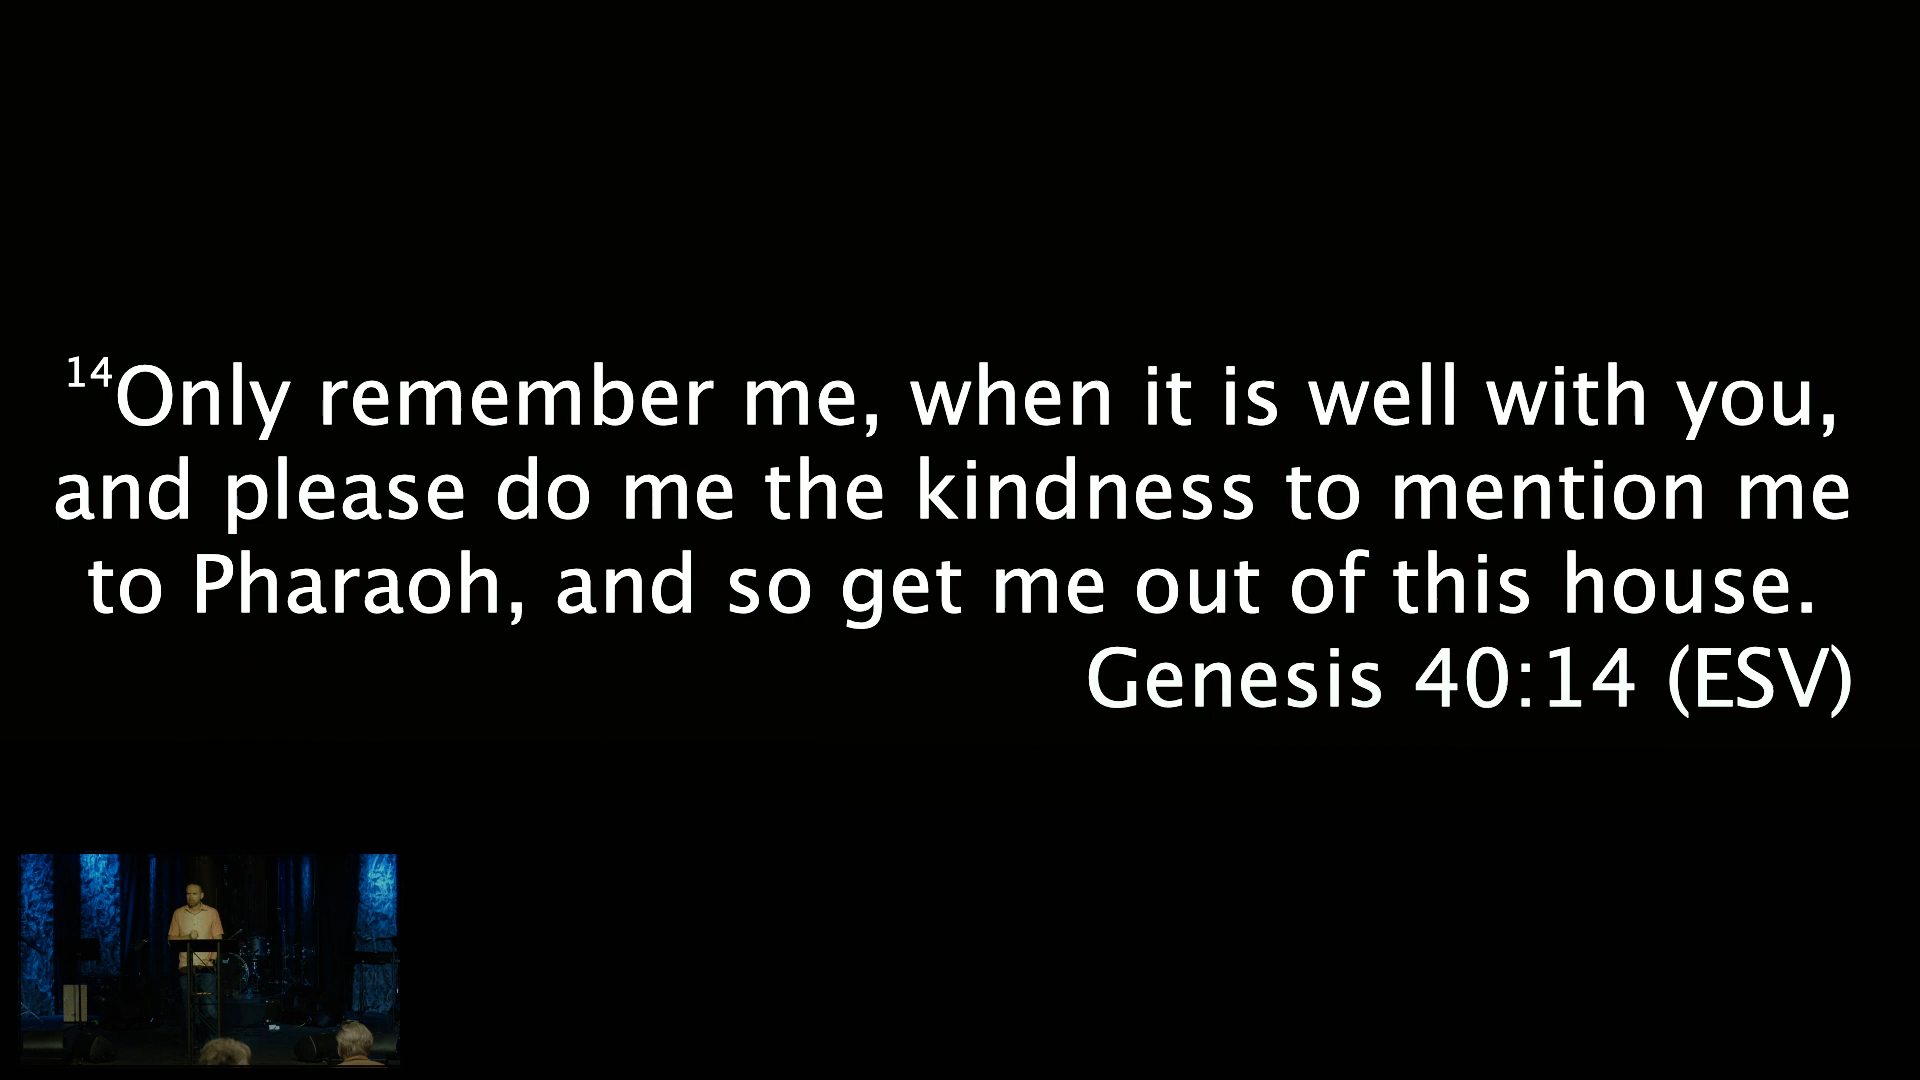 14Only remember me, when it is well with you,
and please do me the kindness to mention me
to Pharaoh, and so get me out of this house.
Genesis 40:14 (ESV)